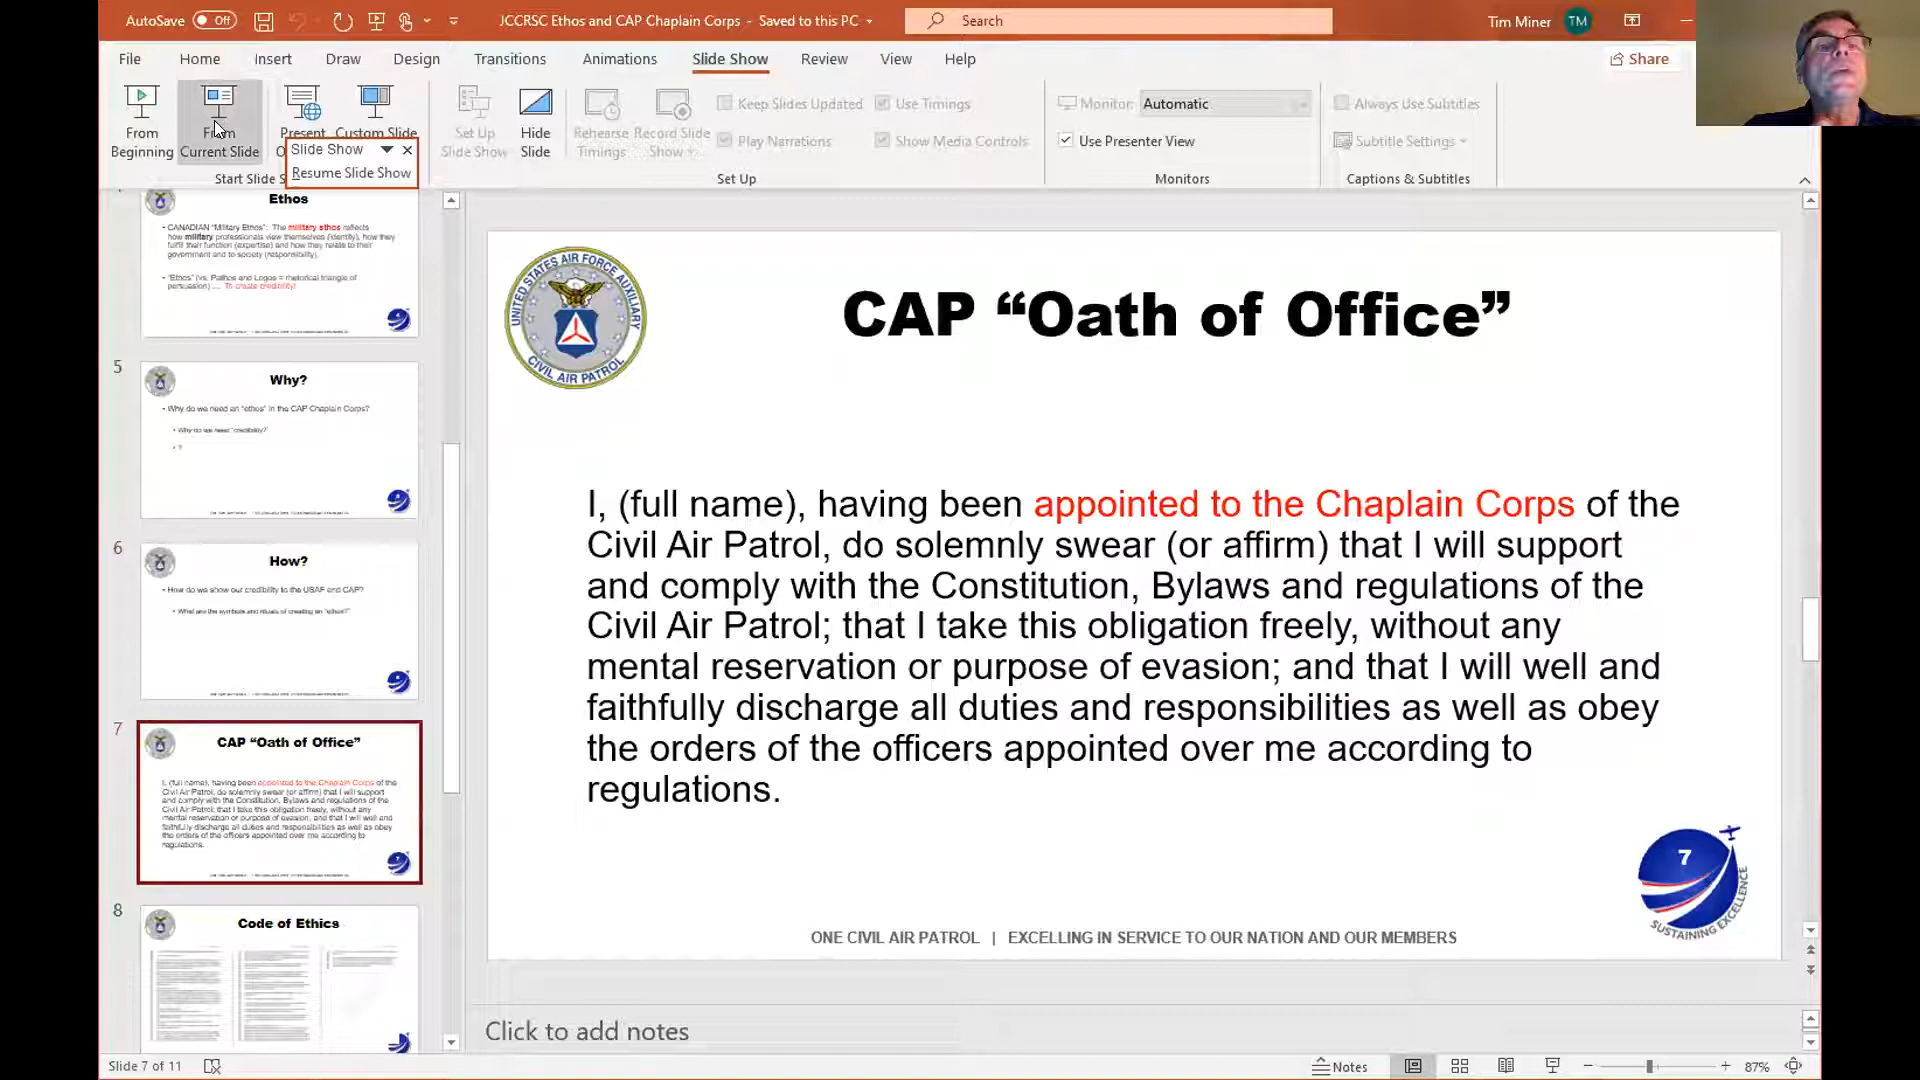 AutoSave Off
JCCRSC Ethos and CAP Chaplain Corps - Saved to this PC
Search
Tim Miner TM
File Home Insert Draw Design Transitions Animations Slide Show Review View Help
Share
From Beginning
From Current Slide
Present
Custom Slide
Slide Show
Resume Slide Show
Set Up Slide Show
Hide Slide
Rehearse Timings
Record Slide Show
Keep Slides Updated
Play Narrations
Use Timings
Show Media Controls
Monitor: Automatic
Use Presenter View
Always Use Subtitles
Subtitle Settings
Start Slide S
Set Up
Monitors
Captions & Subtitles
Ethos
• CANADIAN "Military Ethos": The military ethos reflects
how military professionals view themselves (identity), how they
fulfil their function (expertise) and how they relate to their
government and to society (responsibility).
• "Ethos" (vs. Pathos and Logos = rhetorical triangle of
persuasion) .... To create credibility!
5
Why?
• Why do we need an "ethos" in the CAP Chaplain Corps?
• Why do we need "credibility?"
• ?
6
How?
• How do we show our credibility to the USAF and CAP?
• What are the symbols and rituals of creating an "ethos?"
7
CAP “Oath of Office”
I, (full name), having been appointed to the Chaplain Corps of the
Civil Air Patrol, do solemnly swear (or affirm) that I will support
and comply with the Constitution, Bylaws and regulations of the
Civil Air Patrol; that I take this obligation freely, without any
mental reservation or purpose of evasion; and that I will well and
faithfully discharge all duties and responsibilities as well as obey
the orders of the officers appointed over me according to
regulations.
8
Code of Ethics
UNITED STATES AIR FORCE AUXILIARY
CIVIL AIR PATROL
CAP “Oath of Office”
I, (full name), having been appointed to the Chaplain Corps of the
Civil Air Patrol, do solemnly swear (or affirm) that I will support
and comply with the Constitution, Bylaws and regulations of the
Civil Air Patrol; that I take this obligation freely, without any
mental reservation or purpose of evasion; and that I will well and
faithfully discharge all duties and responsibilities as well as obey
the orders of the officers appointed over me according to
regulations.
7
SUSTAINING EXCELLENCE
ONE CIVIL AIR PATROL | EXCELLING IN SERVICE TO OUR NATION AND OUR MEMBERS
Click to add notes
Slide 7 of 11
Notes
87%